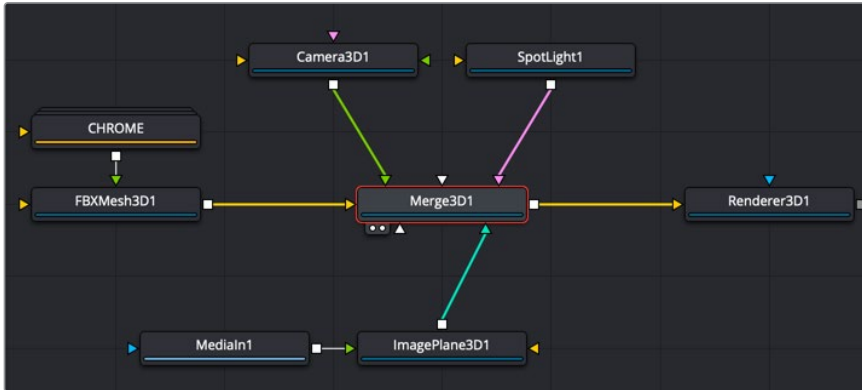 Camera3D1
SpotLight1
CHROME
FBXMesh3D1
Merge3D1
Renderer3D1
MediaIn1
ImagePlane3D1